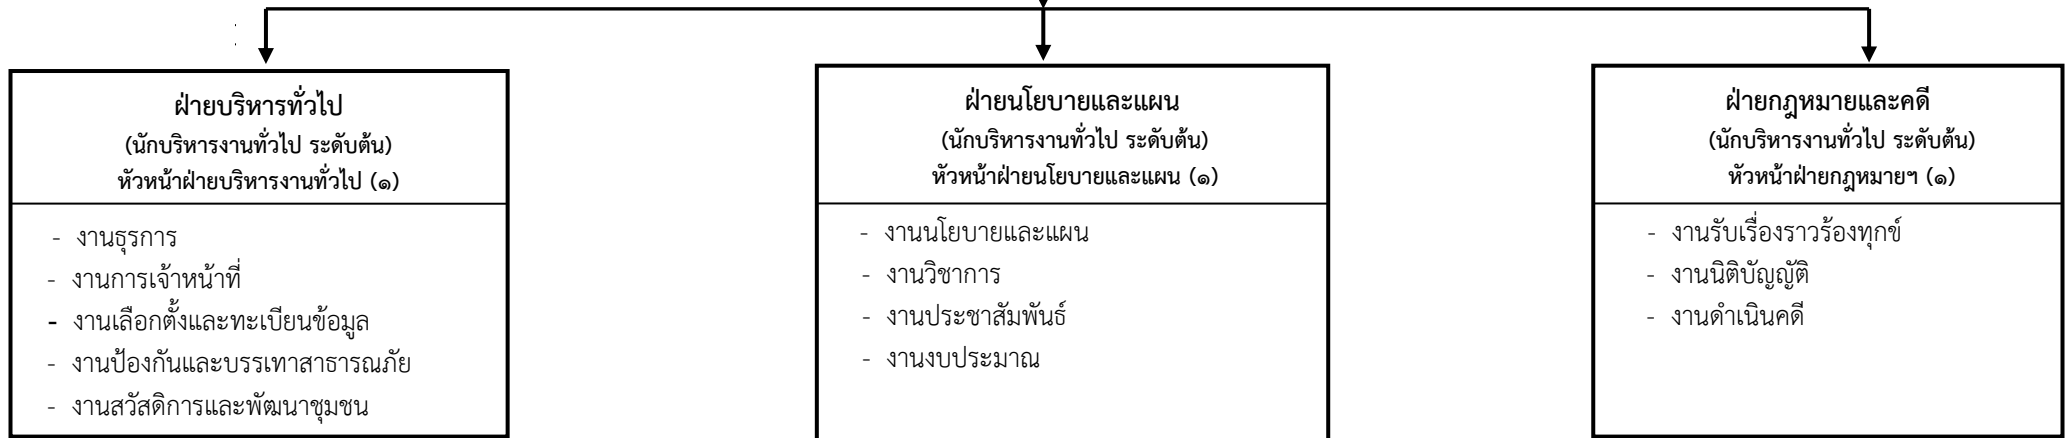 ฝ่ายบริหารทั่วไป
(นักบริหารงานทั่วไป ระดับต้น)
หัวหน้าฝ่ายบริหารงานทั่วไป (๑)
- งานธุรการ
- งานการเจ้าหน้าที่
- งานเลือกตั้งและทะเบียนข้อมูล
- งานป้องกันและบรรเทาสาธารณภัย
- งานสวัสดิการและพัฒนาชุมชน
ฝ่ายนโยบายและแผน
(นักบริหารงานทั่วไป ระดับต้น)
หัวหน้าฝ่ายนโยบายและแผน (๑)
- งานนโยบายและแผน
- งานวิชาการ
- งานประชาสัมพันธ์
- งานงบประมาณ
ฝ่ายกฎหมายและคดี
(นักบริหารงานทั่วไป ระดับต้น)
หัวหน้าฝ่ายกฎหมายฯ (๑)
- งานรับเรื่องราวร้องทุกข์
- งานนิติบัญญัติ
- งานดำเนินคดี